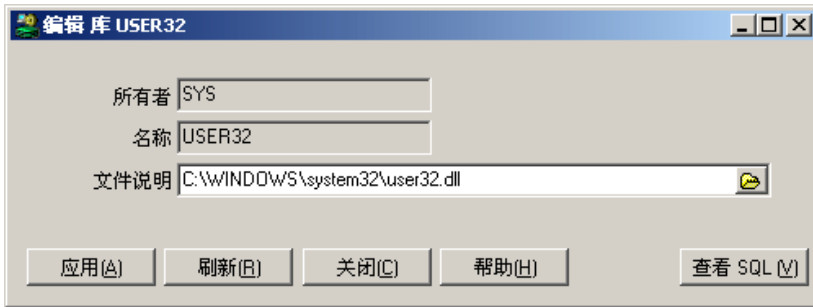 编辑 库 USER32
所有者 SYS
名称 USER32
文件说明 C:\WINDOWS\system32\user32.dll
应用(A) 刷新(R) 关闭(C) 帮助(H) 查看 SQL (V)